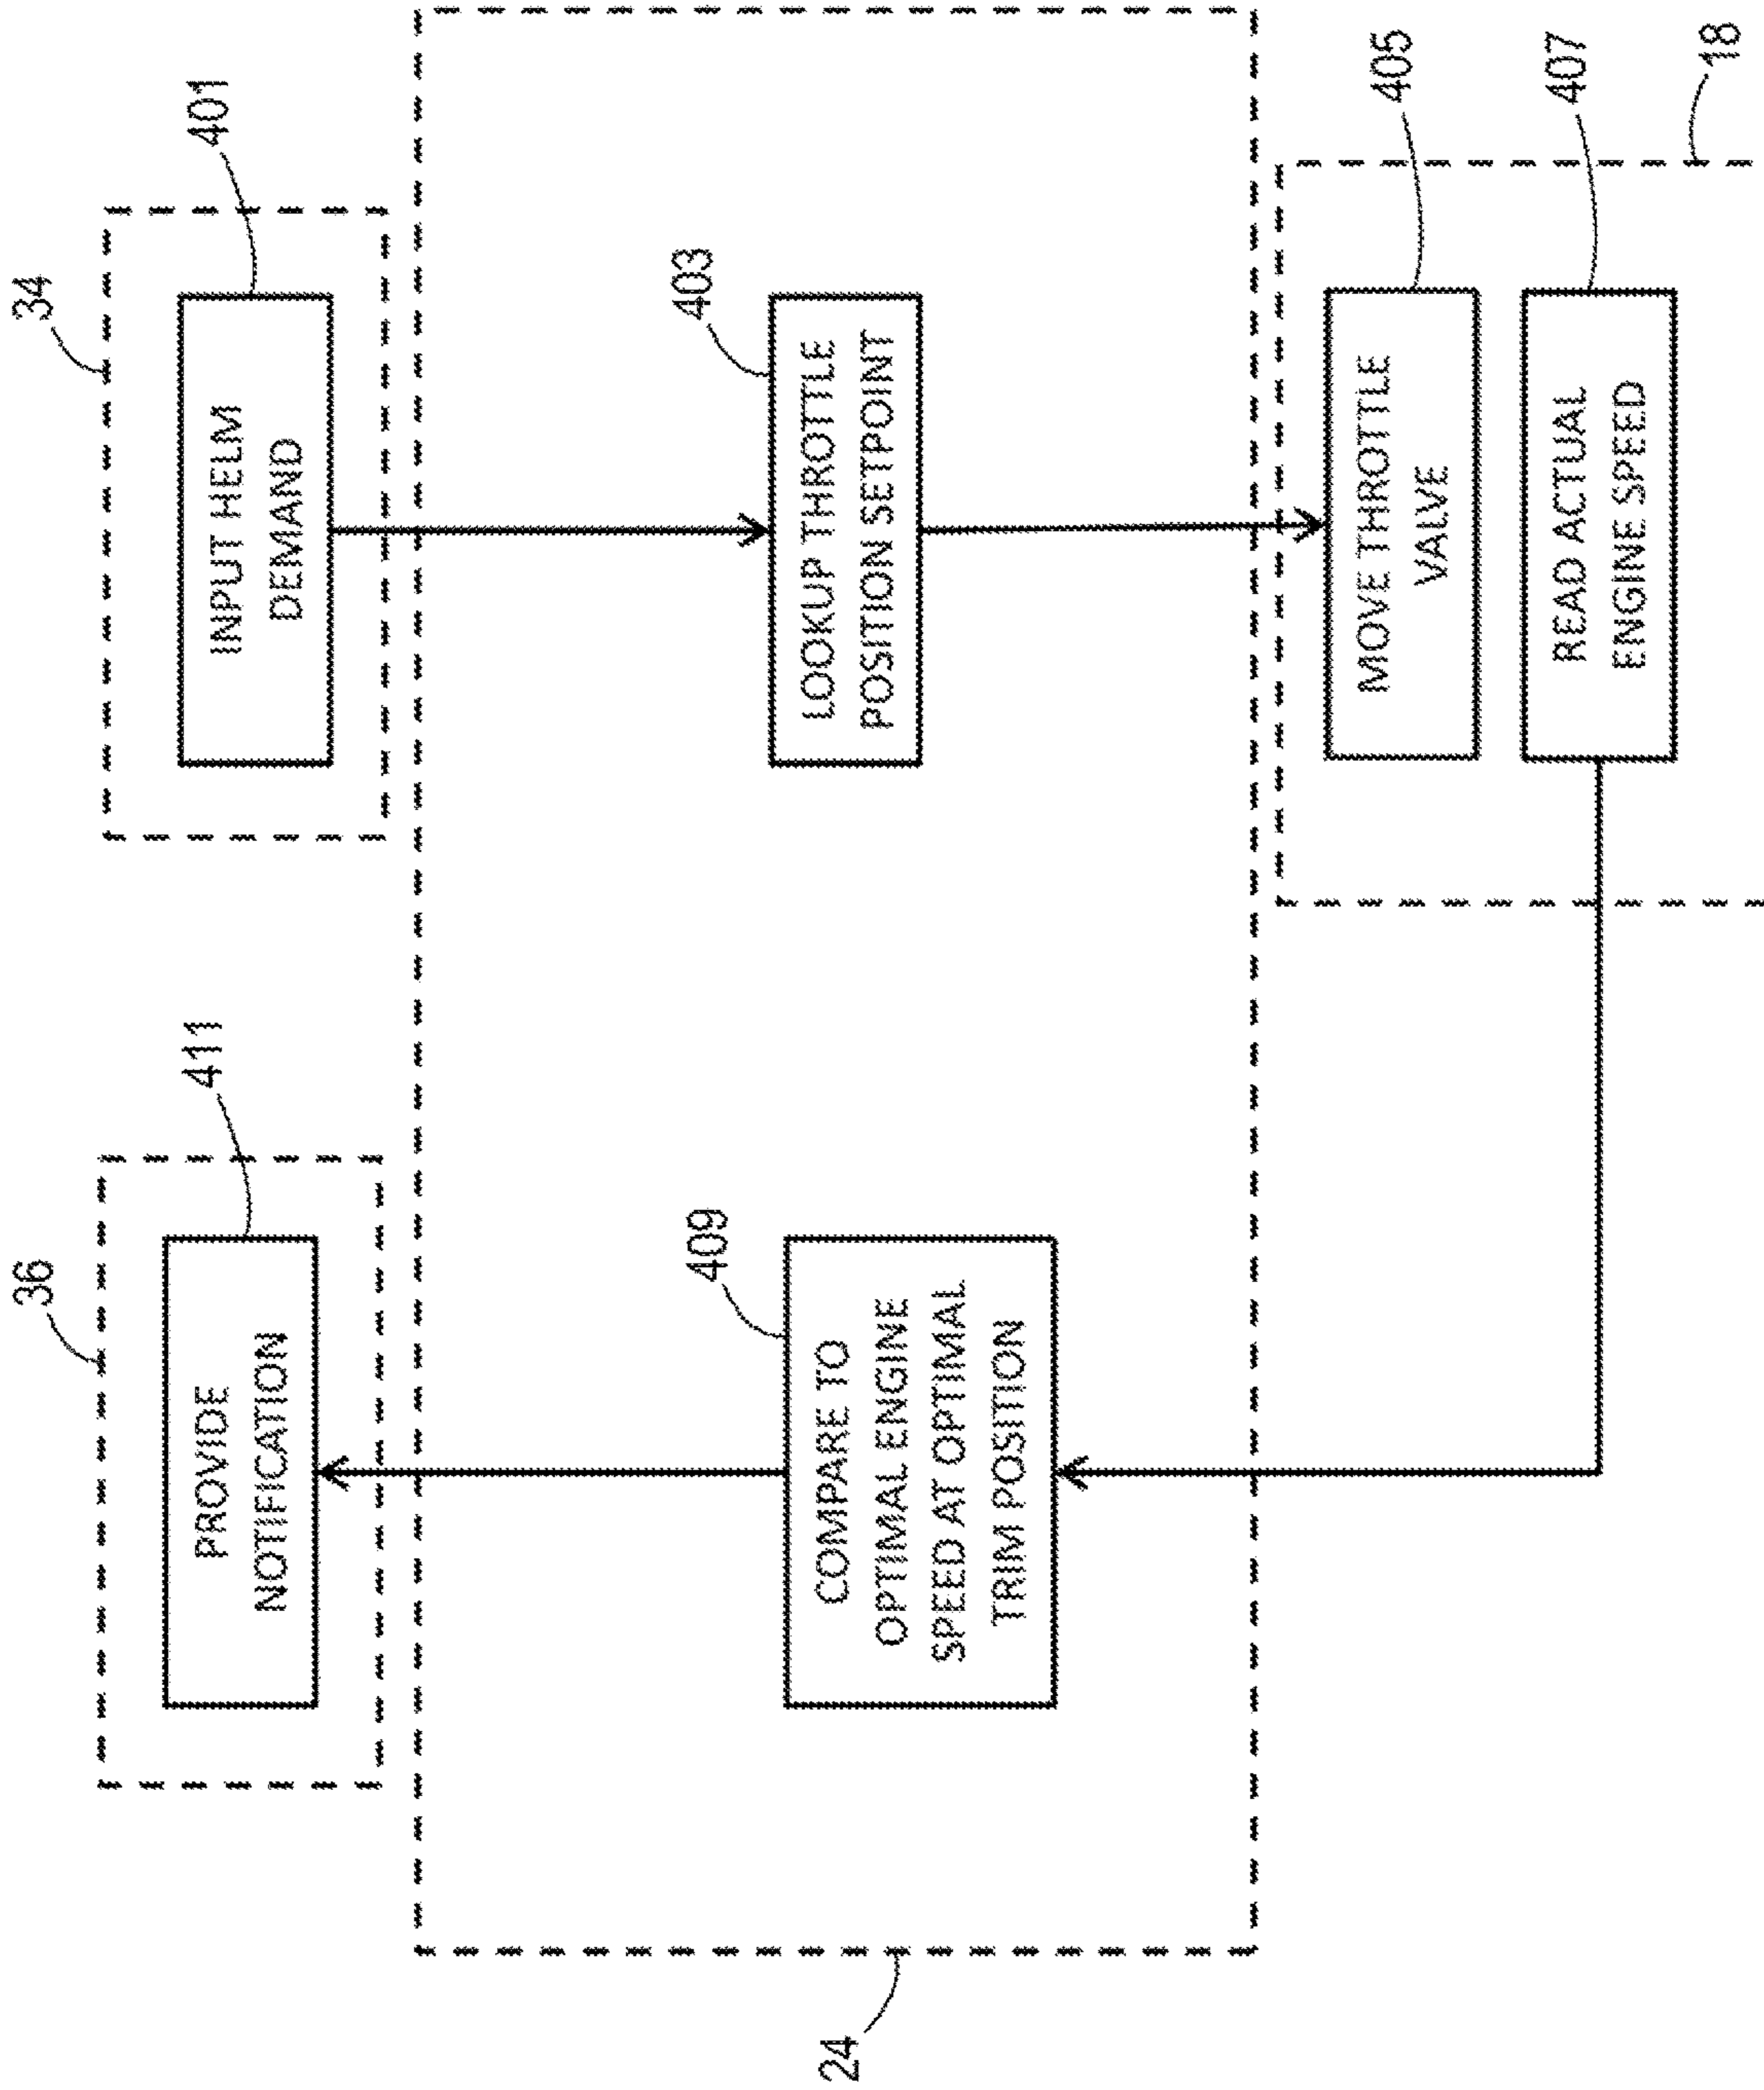 34
401
INPUT HELM
DEMAND
403
LOOKUP THROTTLE
POSITION SETPOINT
405
MOVE THROTTLE
VALVE
407
READ ACTUAL
ENGINE SPEED
18
36
411
PROVIDE
NOTIFICATION
409
COMPARE TO
OPTIMAL ENGINE
SPEED AT OPTIMAL
TRIM POSITION
24